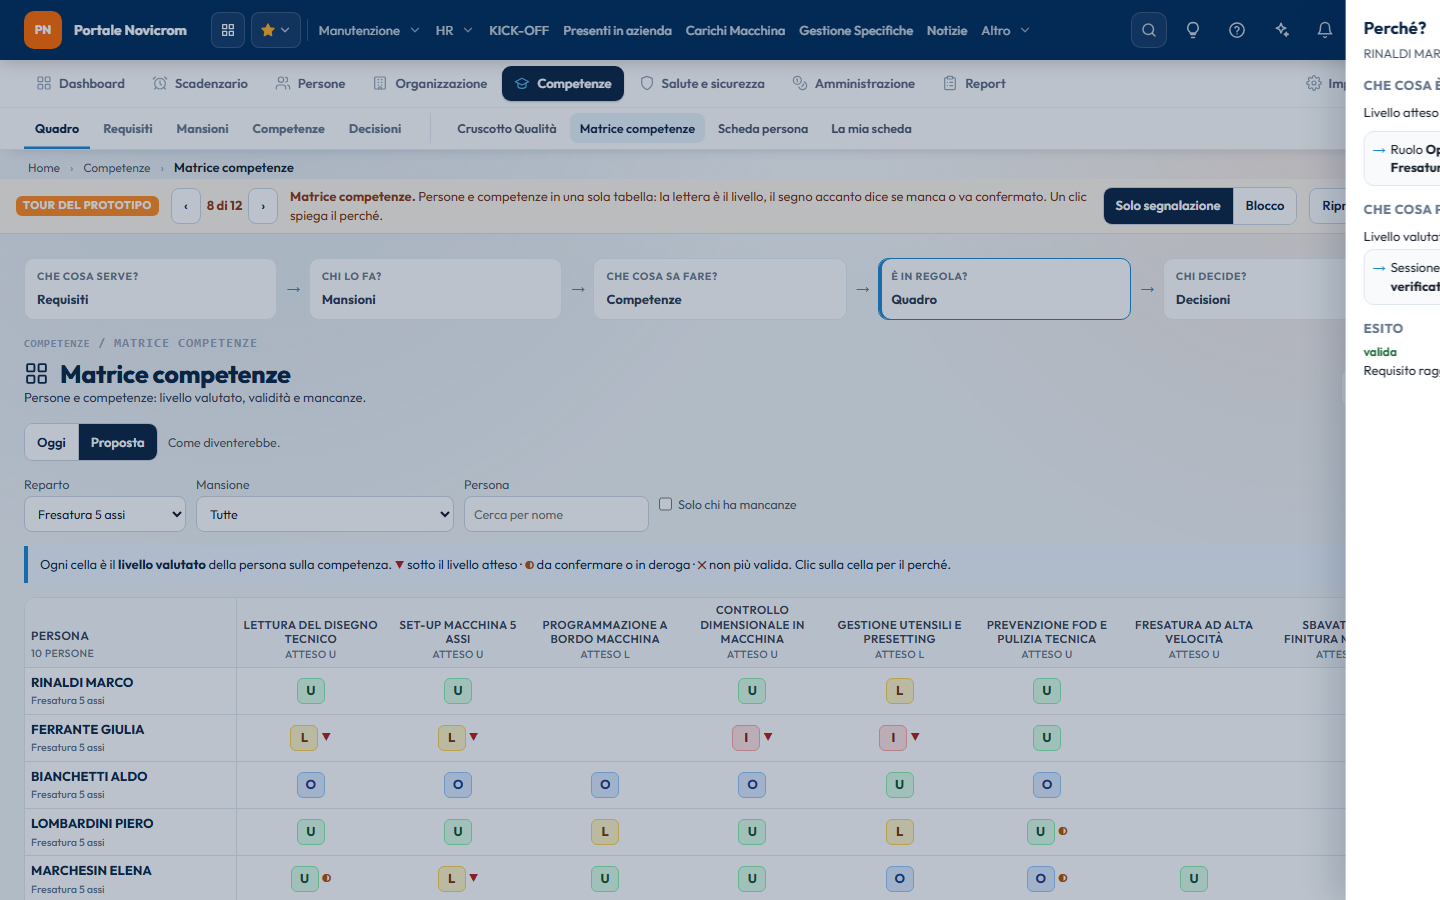 PN Portale Novicrom Manutenzione HR KICK-OFF Presenti in azienda Carichi Macchina Gestione Specifiche Notizie Altro
Dashboard Scadenzario Persone Organizzazione Competenze Salute e sicurezza Amministrazione Report
Quadro Requisiti Mansioni Competenze Decisioni Cruscotto Qualità Matrice competenze Scheda persona La mia scheda
Home › Competenze › Matrice competenze
TOUR DEL PROTOTIPO ‹ 8 di 12 › Matrice competenze. Persone e competenze in una sola tabella: la lettera è il livello, il segno accanto dice se manca o va confermato. Un clic
spiega il perché.
Solo segnalazione Blocco
CHE COSA SERVE?
Requisiti
→
CHI LO FA?
Mansioni
→
CHE COSA SA FARE?
Competenze
→
È IN REGOLA?
Quadro
→
CHI DECIDE?
Decisioni
COMPETENZE / MATRICE COMPETENZE
Matrice competenze
Persone e competenze: livello valutato, validità e mancanze.
Oggi Proposta Come diventerebbe.
Reparto Mansione Persona
Fresatura 5 assi Tutte Cerca per nome Solo chi ha mancanze
Ogni cella è il livello valutato della persona sulla competenza. ▼ sotto il livello atteso · ◐ da confermare o in deroga · ✕ non più valida. Clic sulla cella per il perché.
PERSONA
10 PERSONE
LETTURA DEL DISEGNO
TECNICO
ATTESO U
SET-UP MACCHINA 5
ASSI
ATTESO U
PROGRAMMAZIONE A
BORDO MACCHINA
ATTESO L
CONTROLLO
DIMENSIONALE IN
MACCHINA
ATTESO U
GESTIONE UTENSILI E
PRESETTING
ATTESO L
PREVENZIONE FOD E
PULIZIA TECNICA
ATTESO U
FRESATURA AD ALTA
VELOCITÀ
ATTESO U
FINITURA
RINALDI MARCO U U U L U
Fresatura 5 assi
FERRANTE GIULIA L ▼ L ▼ I ▼ I ▼ U
Fresatura 5 assi
BIANCHETTI ALDO O O O O U O
Fresatura 5 assi
LOMBARDINI PIERO U U L U L U ◐
Fresatura 5 assi
MARCHESIN ELENA U ◐ L ▼ U U O O ◐ U
Fresatura 5 assi
Perché?
RINALDI
CHE COSA
Livello atteso
→ Ruolo
CHE COSA
Livello
→ Sessione
ESITO
valida
Requisito